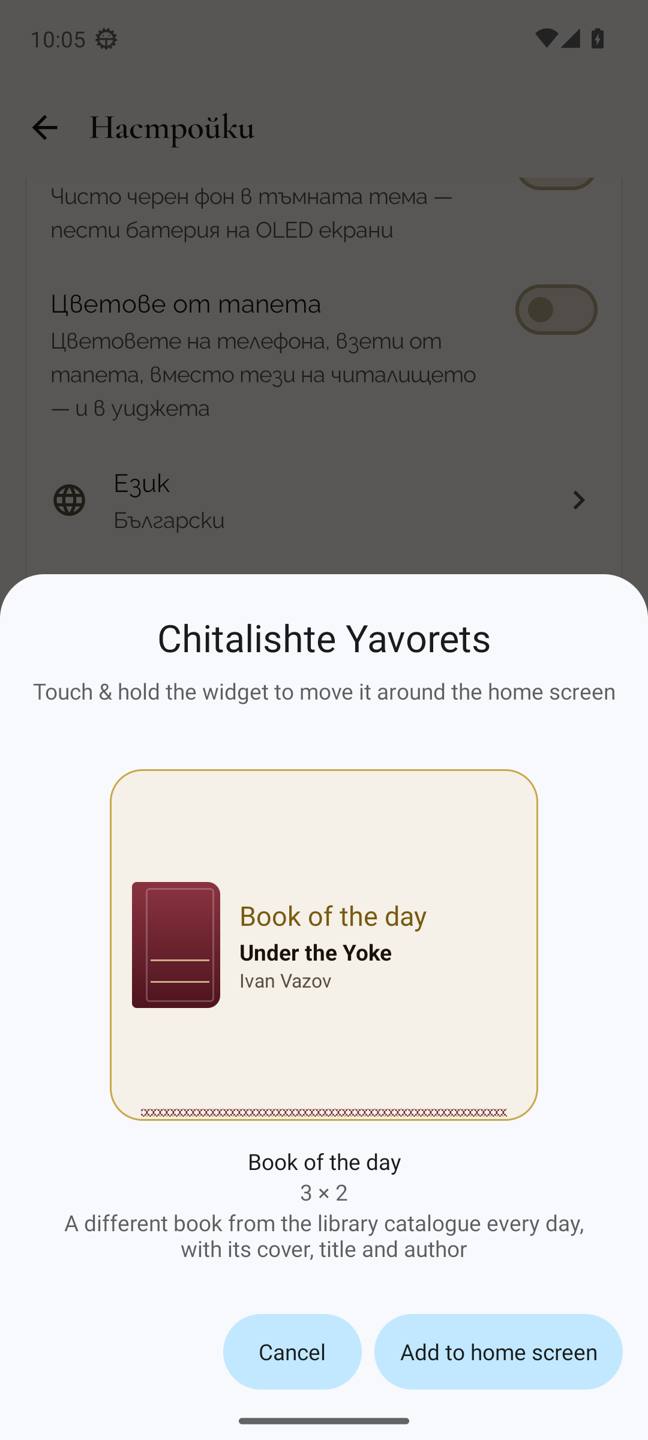 10:05
Настройки
Чисто черен фон в тъмната тема —
пести батерия на OLED екрани
Цветове от тапета
Цветовете на телефона, взети от
тапета, вместо тези на читалището
— и в уиджета
Език
Български
Chitalishte Yavorets
Touch & hold the widget to move it around the home screen
Book of the day
Under the Yoke
Ivan Vazov
Book of the day
3 × 2
A different book from the library catalogue every day,
with its cover, title and author
Cancel
Add to home screen